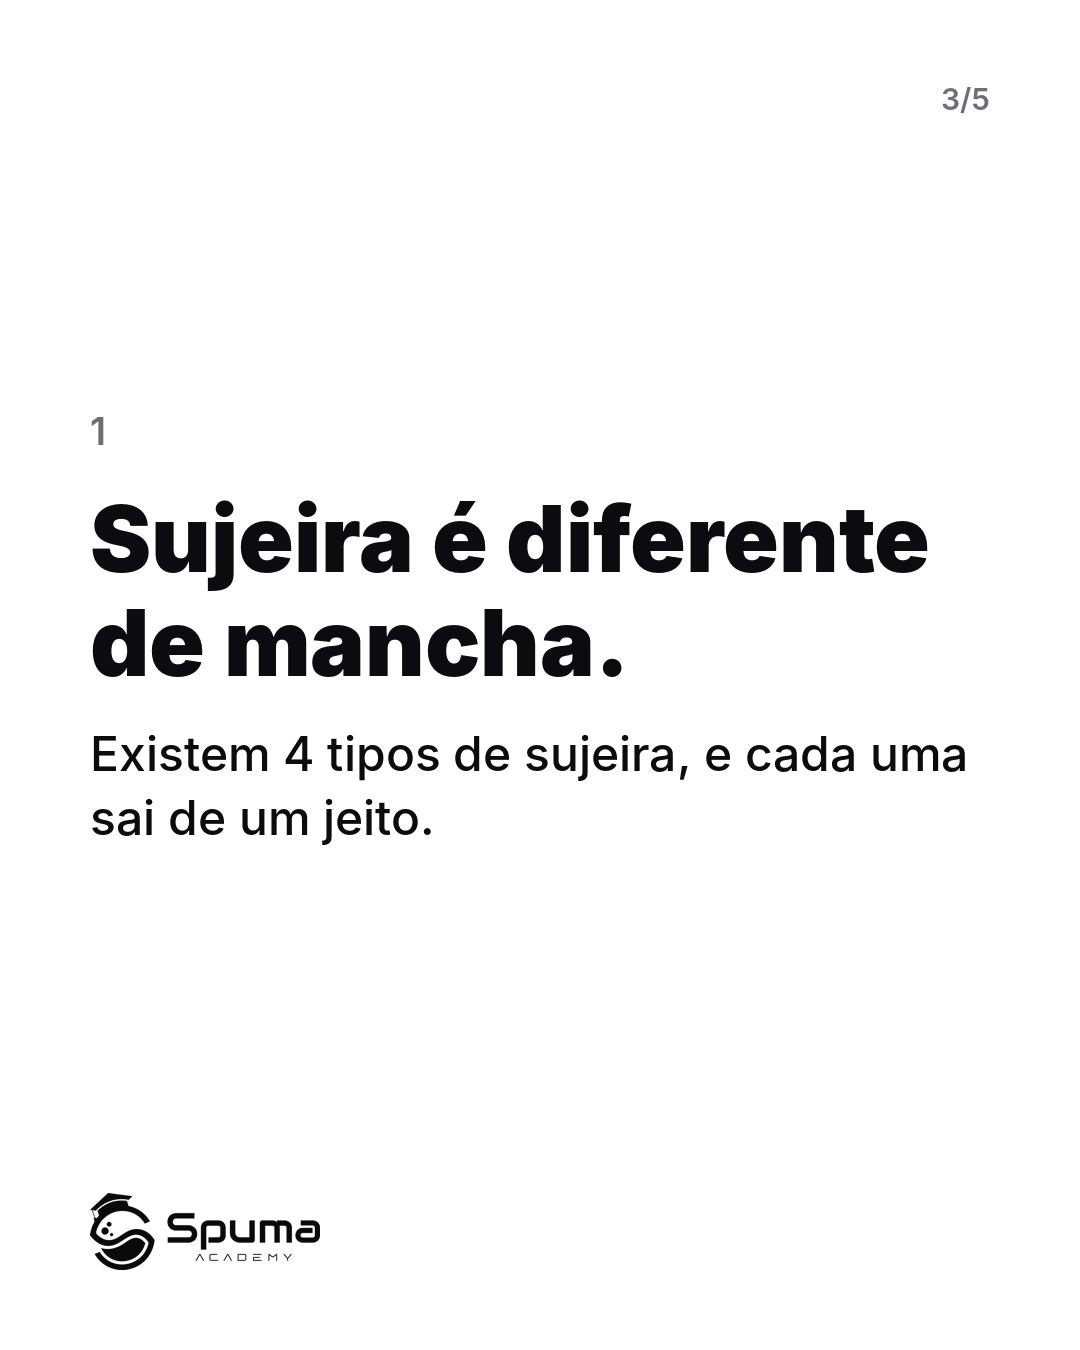 3/5
1
Sujeira é diferente
de mancha.
Existem 4 tipos de sujeira, e cada uma
sai de um jeito.
Spuma
ACADEMY